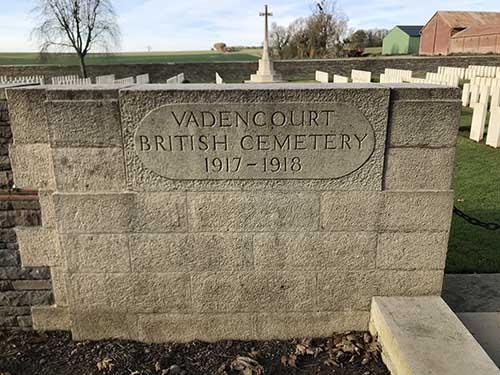 VADENCOURT
BRITISH CEMETERY
1917-1918